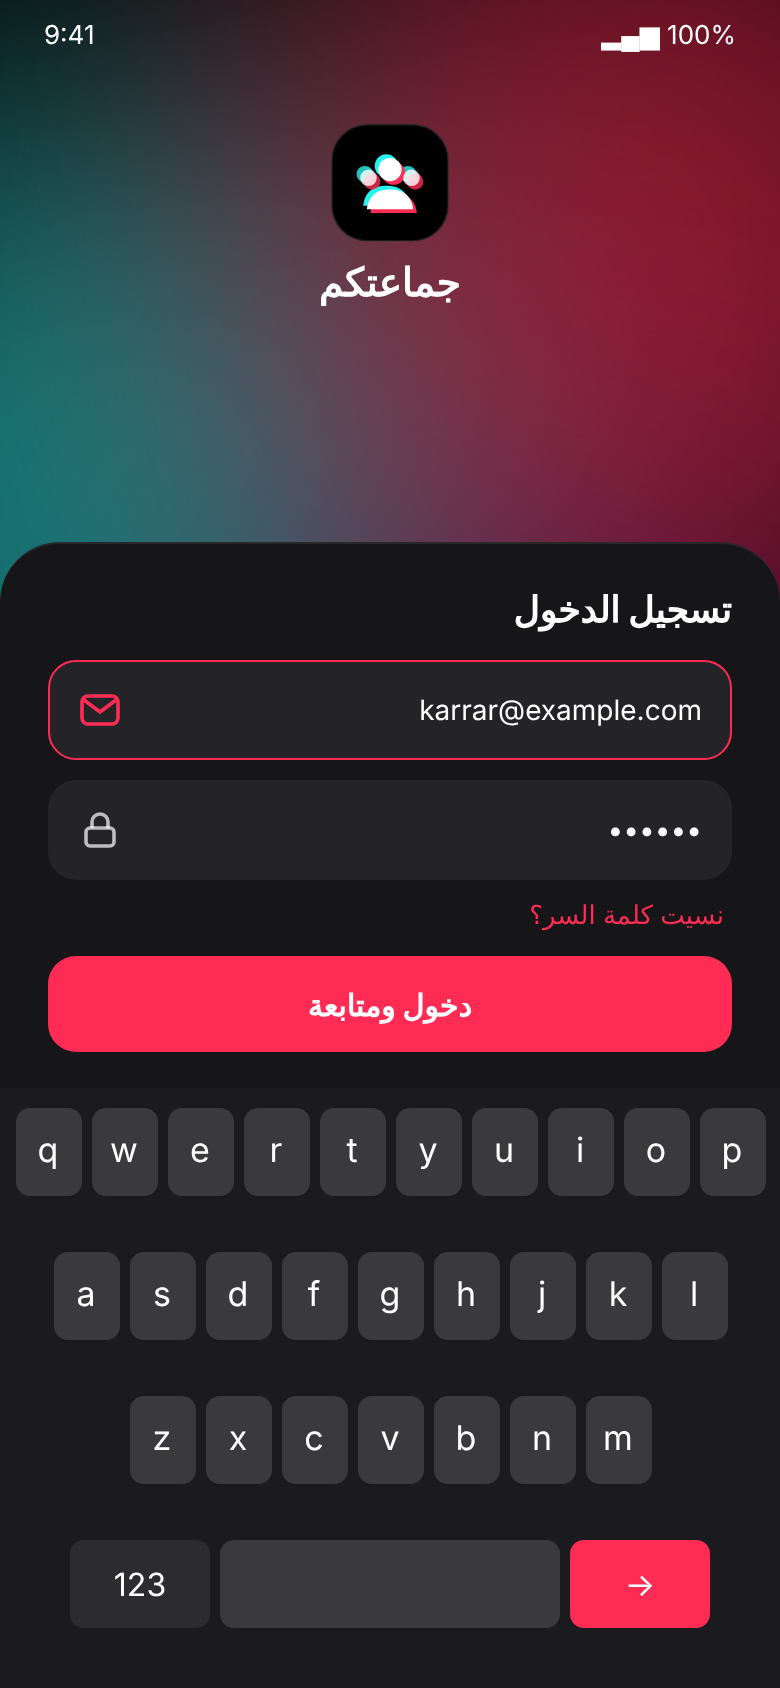 9:41 100%
جماعتكم
تسجيل الدخول
karrar@example.com
••••••
نسيت كلمة السر؟
دخول ومتابعة
q w e r t y u i o p
a s d f g h j k l
z x c v b n m
123 →